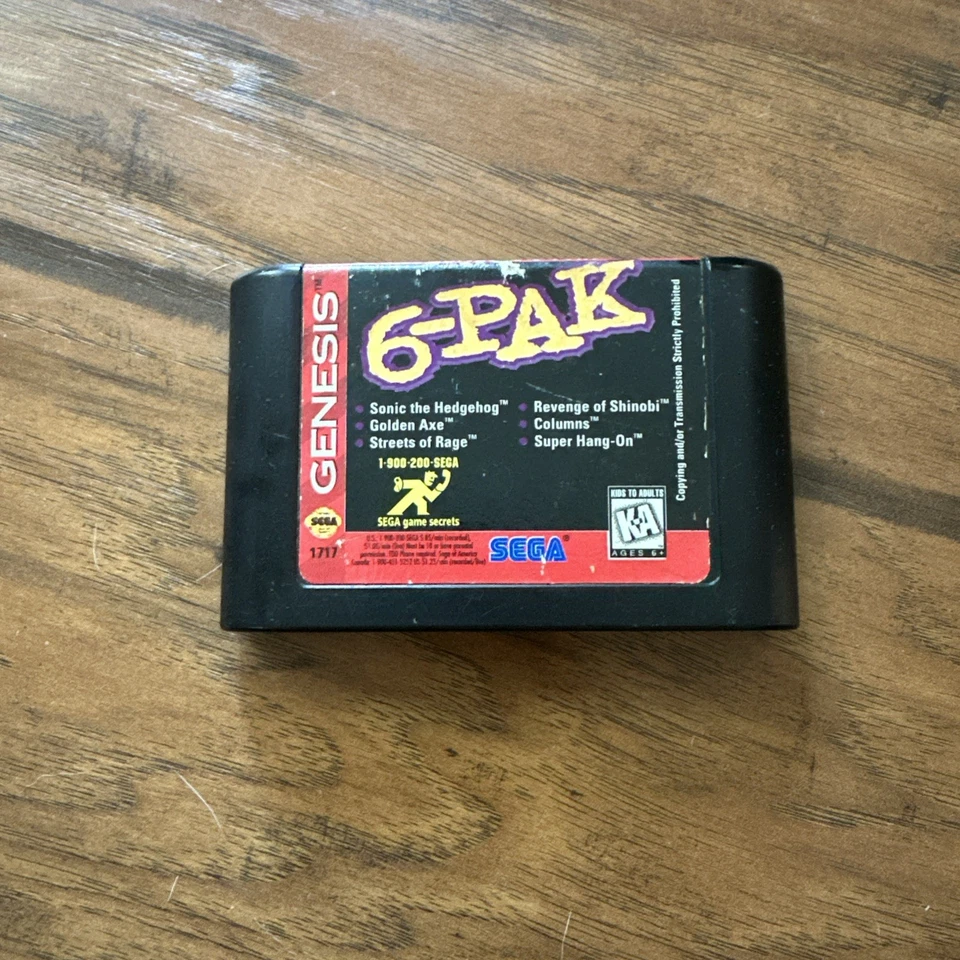 GENESIS™
6-PAK
Sonic the Hedgehog™
Golden Axe™
Streets of Rage™
Revenge of Shinobi™
Columns™
Super Hang-On™
1-900-200-SEGA
SEGA game secrets
Copying and/or Transmission Strictly Prohibited
KIDS TO ADULTS
K-A
AGES 6+
SEGA
1717
SEGA®